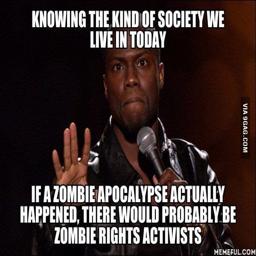 KNOWING THE KIND OF SOCIETY WE
LIVE IN TODAY
VIA 9GAG.COM
IF A ZOMBIE APOCALYPSE ACTUALLY
HAPPENED, THERE WOULD PROBABLY BE
ZOMBIE RIGHTS ACTIVISTS
MEMEFUL.COM